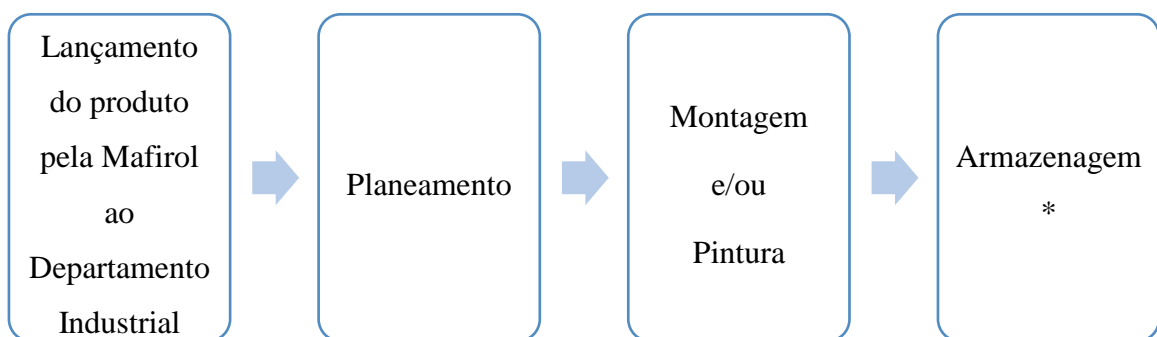 Lançamento
do produto
pela Mafirol
ao
Departamento
Industrial
Planeamento
Montagem
e/ou
Pintura
Armazenagem
*